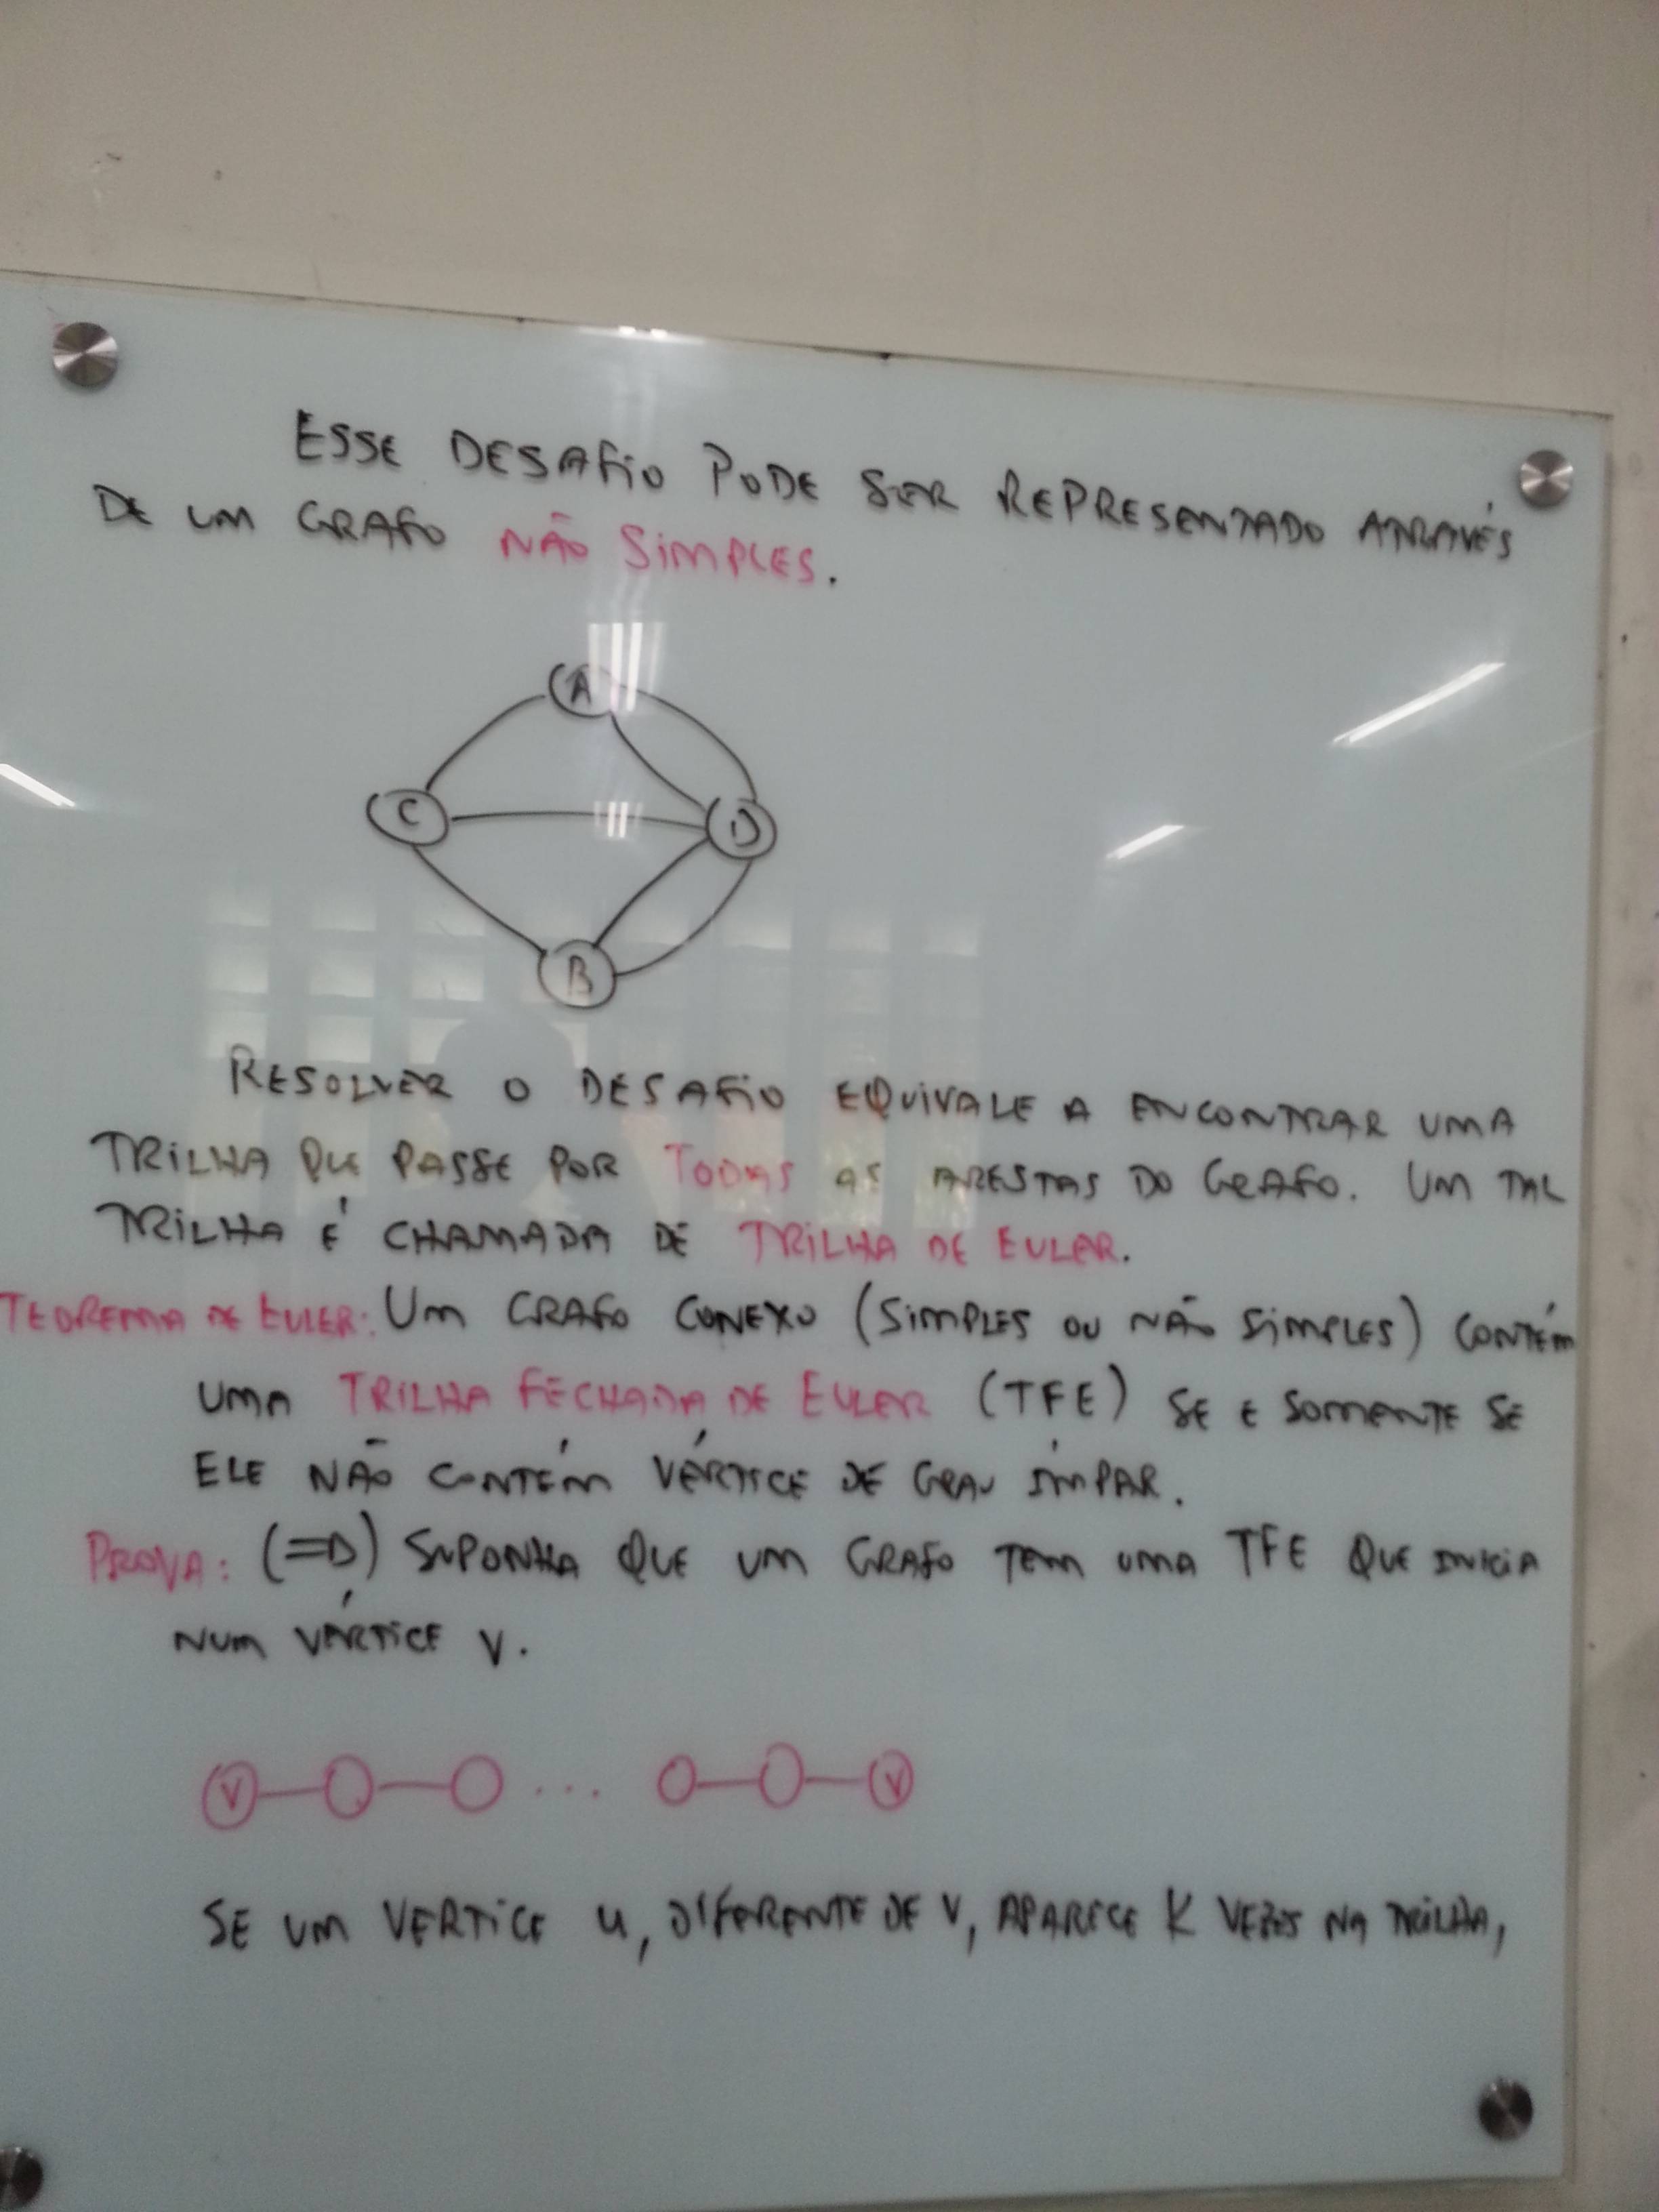 ESSE DESAFIO PODE SER REPRESENTADO ATRAVÉS
DE UM GRAFO NÃO SIMPLES.
A
C
D
B
RESOLVER O DESAFIO EQUIVALE A ENCONTRAR UMA
TRILHA QUE PASSE POR TODAS AS ARESTAS DO GRAFO. UM TAL
TRILHA É CHAMADA DE TRILHA DE EULER.
TEOREMA DE EULER: UM GRAFO CONEXO (SIMPLES OU NÃO SIMPLES) CONTÉM
UMA TRILHA FECHADA DE EULER (TFE) SE E SOMENTE SE
ELE NÃO CONTÉM VÉRTICE DE GRAU ÍMPAR.
PROVA: (=D) SUPONHA QUE UM GRAFO TEM UMA TFE QUE INICIA
NUM VÉRTICE V.
V ... V
SE UM VERTICE u, DIFERENTE DE V, APARECE K VEZES NA TRILHA,